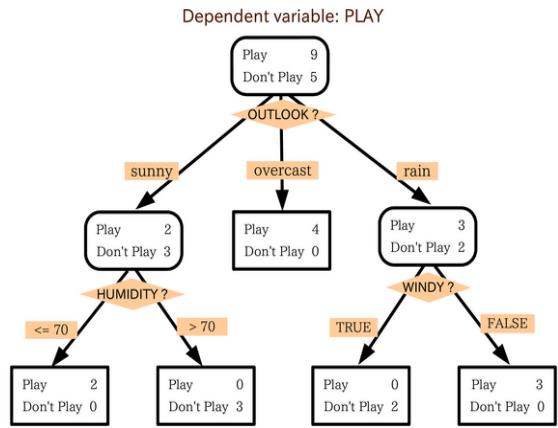 Dependent variable: PLAY
Play 9
Don't Play 5
OUTLOOK ?
sunny
overcast
rain
Play 2
Don't Play 3
Play 4
Don't Play 0
Play 3
Don't Play 2
HUMIDITY ?
WINDY ?
<= 70
> 70
TRUE
FALSE
Play 2
Don't Play 0
Play 0
Don't Play 3
Play 0
Don't Play 2
Play 3
Don't Play 0